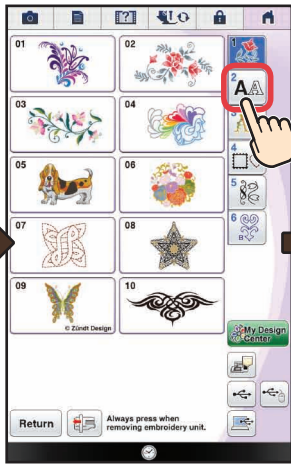 [?]
01
02
1
2
AA
03
04
3
4
05
06
5
6
B
07
08
09
10
© Zündt Design
My Design
Center
Return
Always press when
removing embroidery unit.